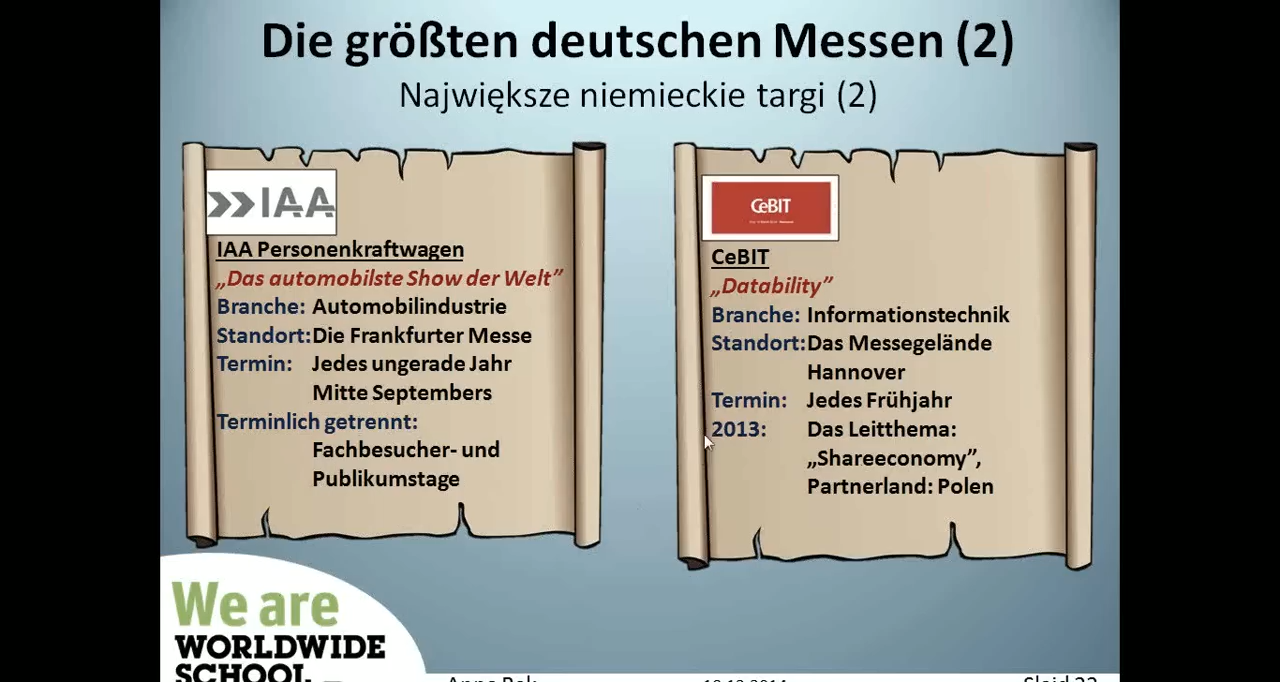 Die größten deutschen Messen (2)
Największe niemieckie targi (2)
IAA
IAA Personenkraftwagen
„Das automobilste Show der Welt”
Branche: Automobilindustrie
Standort: Die Frankfurter Messe
Termin: Jedes ungerade Jahr
Mitte Septembers
Terminlich getrennt:
Fachbesucher- und
Publikumstage
CeBIT
CeBIT
„Datability”
Branche: Informationstechnik
Standort: Das Messegelände
Hannover
Termin: Jedes Frühjahr
2013: Das Leitthema:
„Shareeconomy”,
Partnerland: Polen
We are
WORLDWIDE
SCHOOL